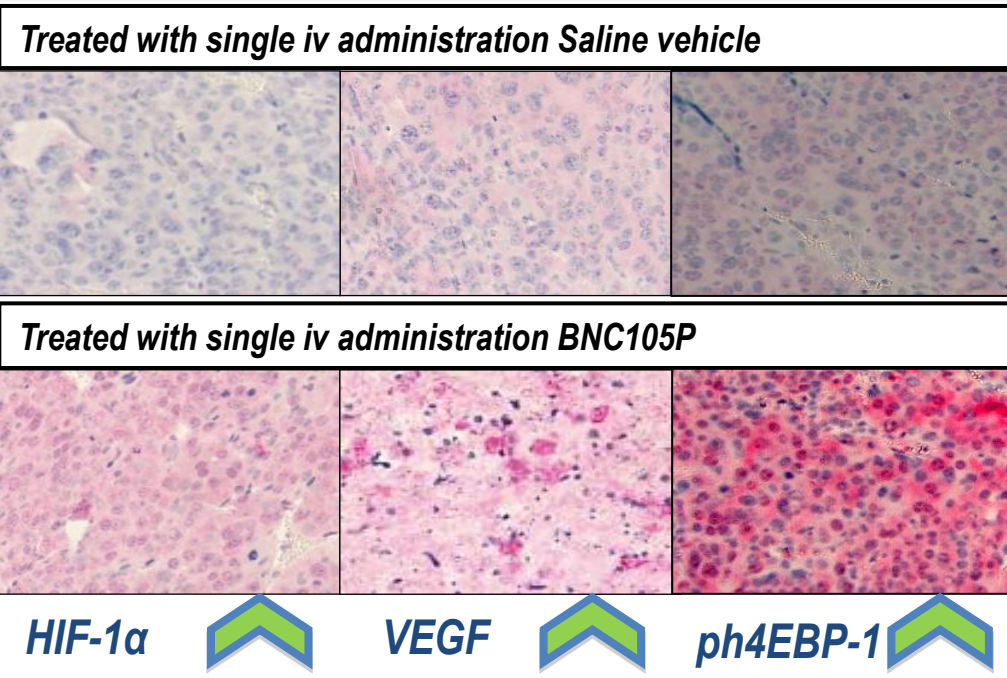 Treated with single iv administration Saline vehicle
Treated with single iv administration BNC105P
HIF-1α VEGF ph4EBP-1